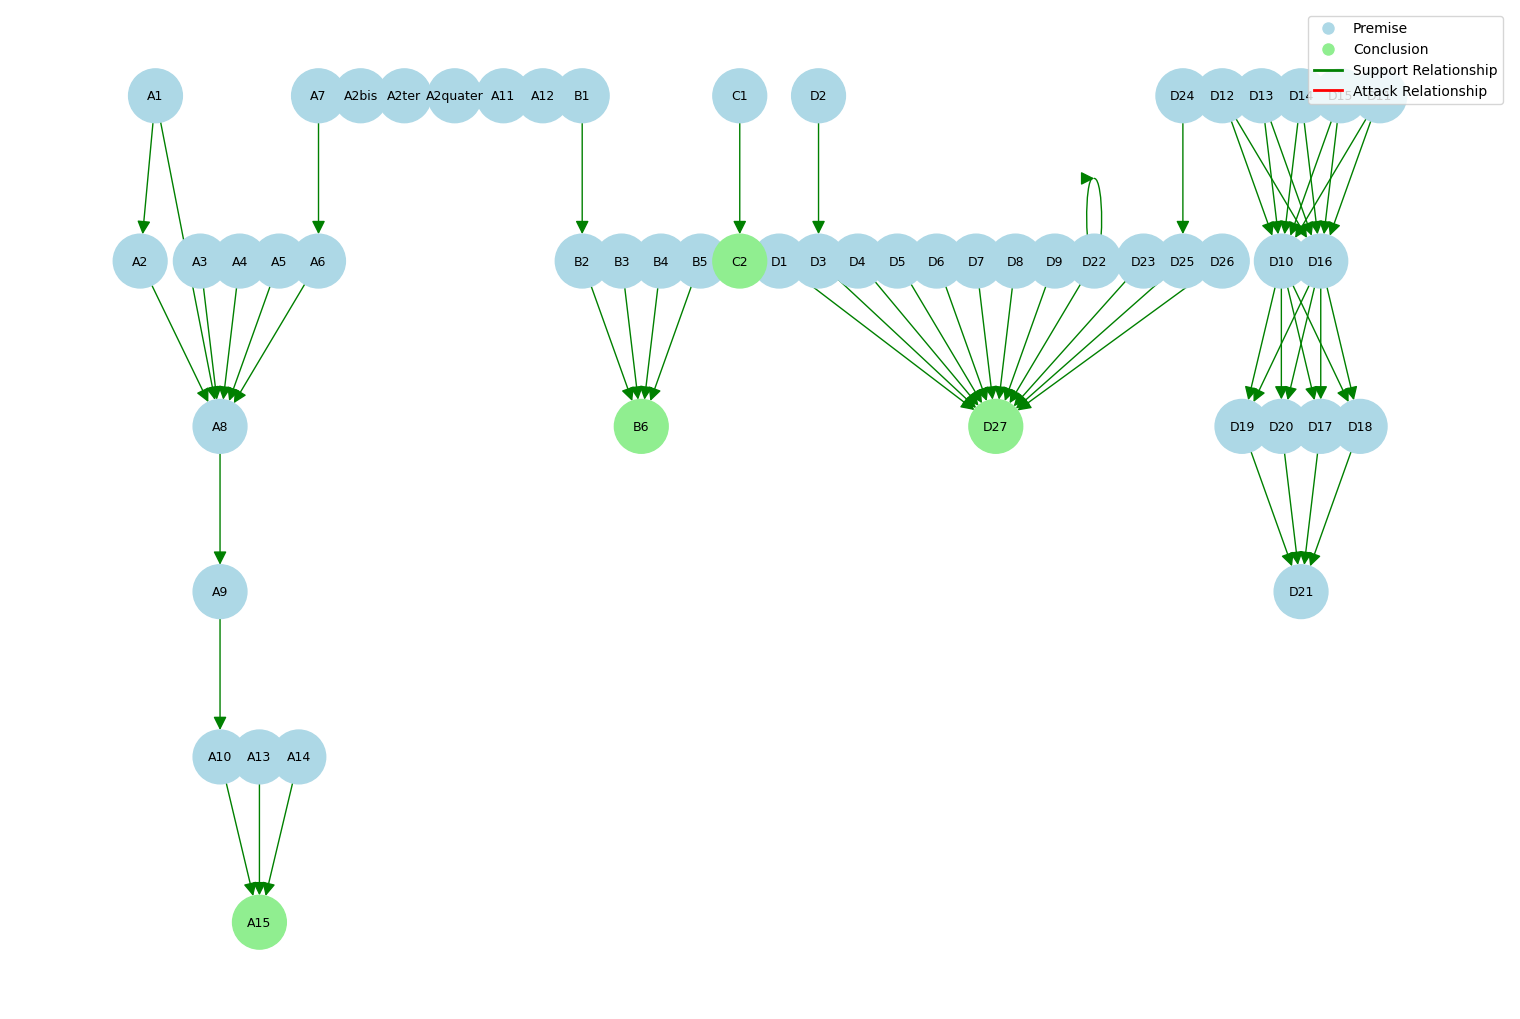 Premise
Conclusion
Support Relationship
Attack Relationship
A1 A7 A2bis A2ter A2quater A11 A12 B1 C1 D2 D24 D12 D13 D14 D15 D11
A2 A3 A4 A5 A6 B2 B3 B4 B5 C2 D1 D3 D4 D5 D6 D7 D8 D9 D22 D23 D25 D26 D10 D16
A8 B6 D27 D19 D20 D17 D18
A9 D21
A10 A13 A14
A15